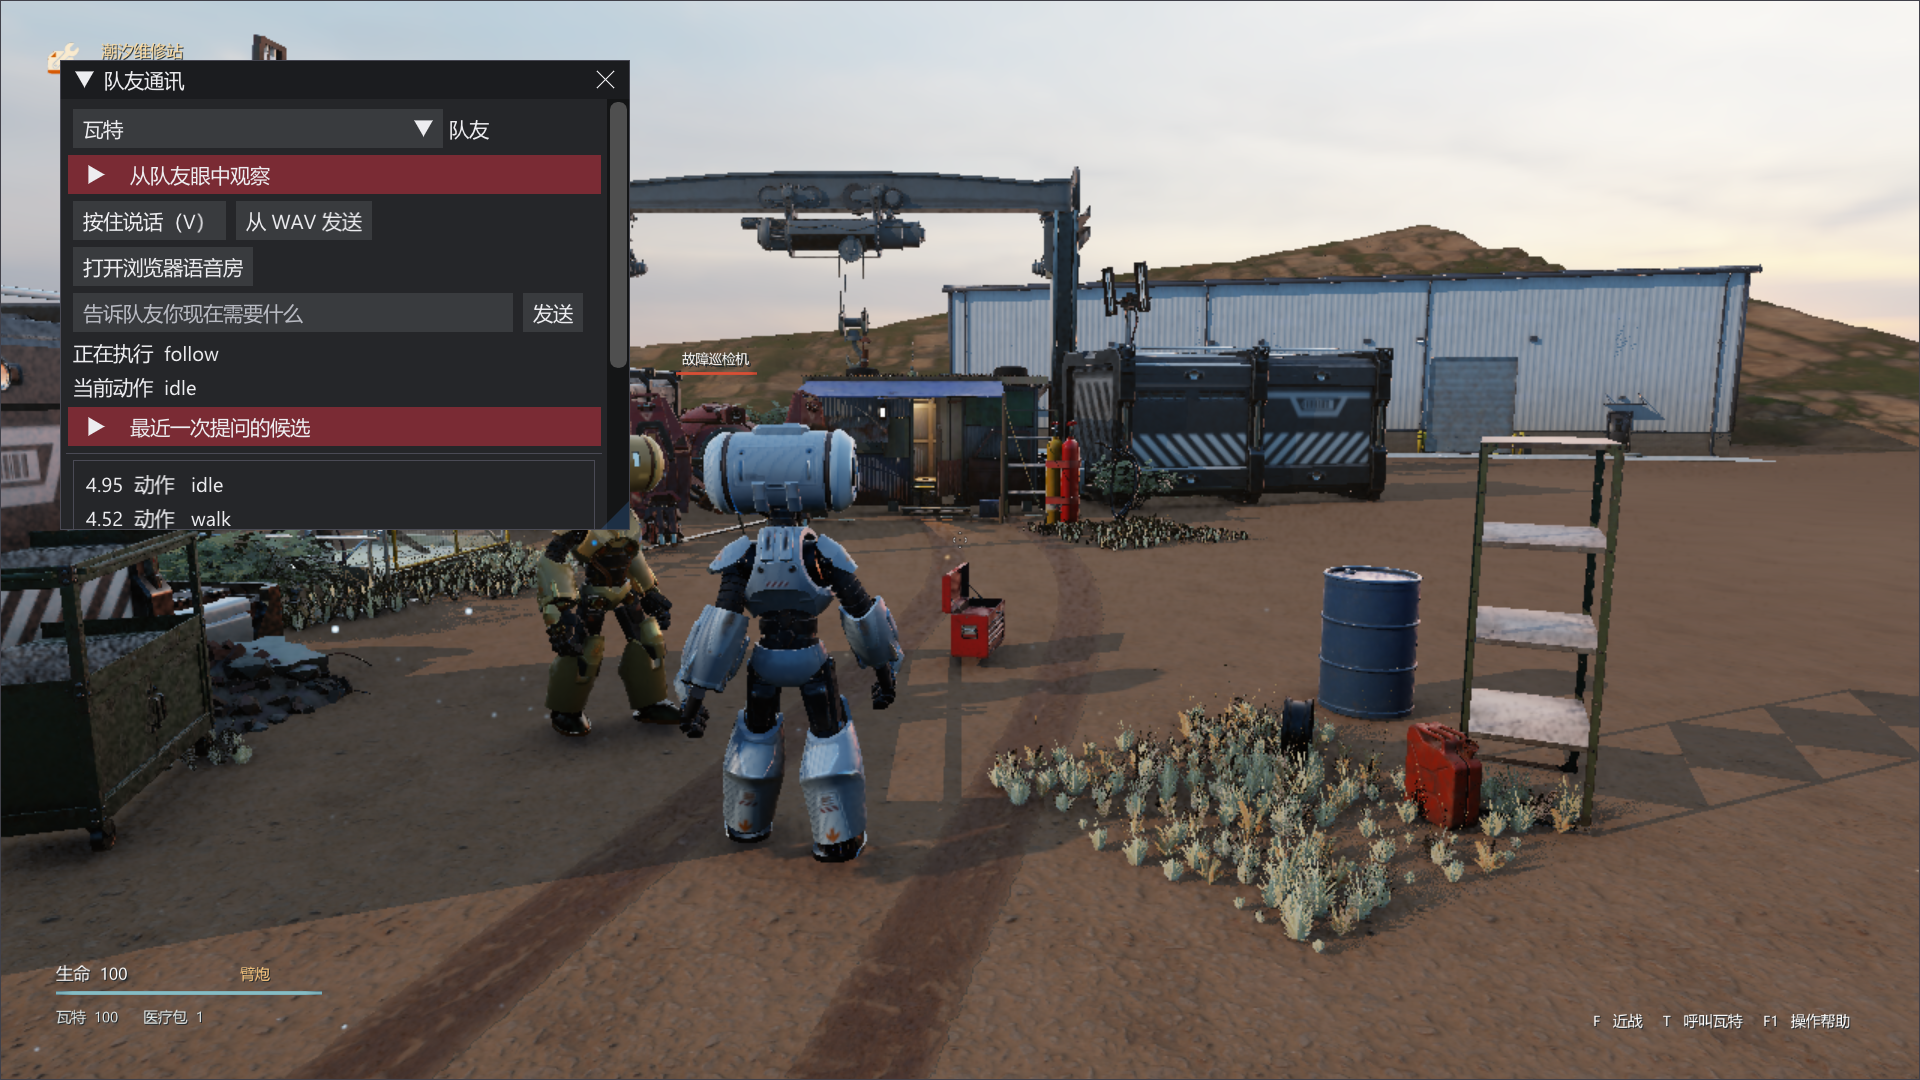 潮汐维修站
队友通讯
瓦特 队友
从队友眼中观察
按住说话（V） 从 WAV 发送
打开浏览器语音房
告诉队友你现在需要什么 发送
正在执行 follow
当前动作 idle
最近一次提问的候选
4.95 动作 idle
4.52 动作 walk
故障巡检机
生命 100 臂炮
瓦特 100 医疗包 1
F 近战 T 呼叫瓦特 F1 操作帮助